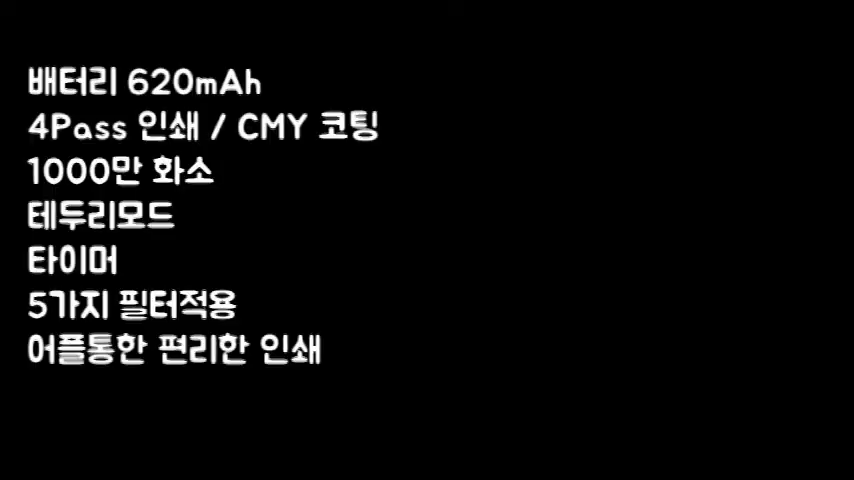 배터리 620mAh
4Pass 인쇄 / CMY 코팅
1000만 화소
테두리모드
타이머
5가지 필터적용
어플통한 편리한 인쇄